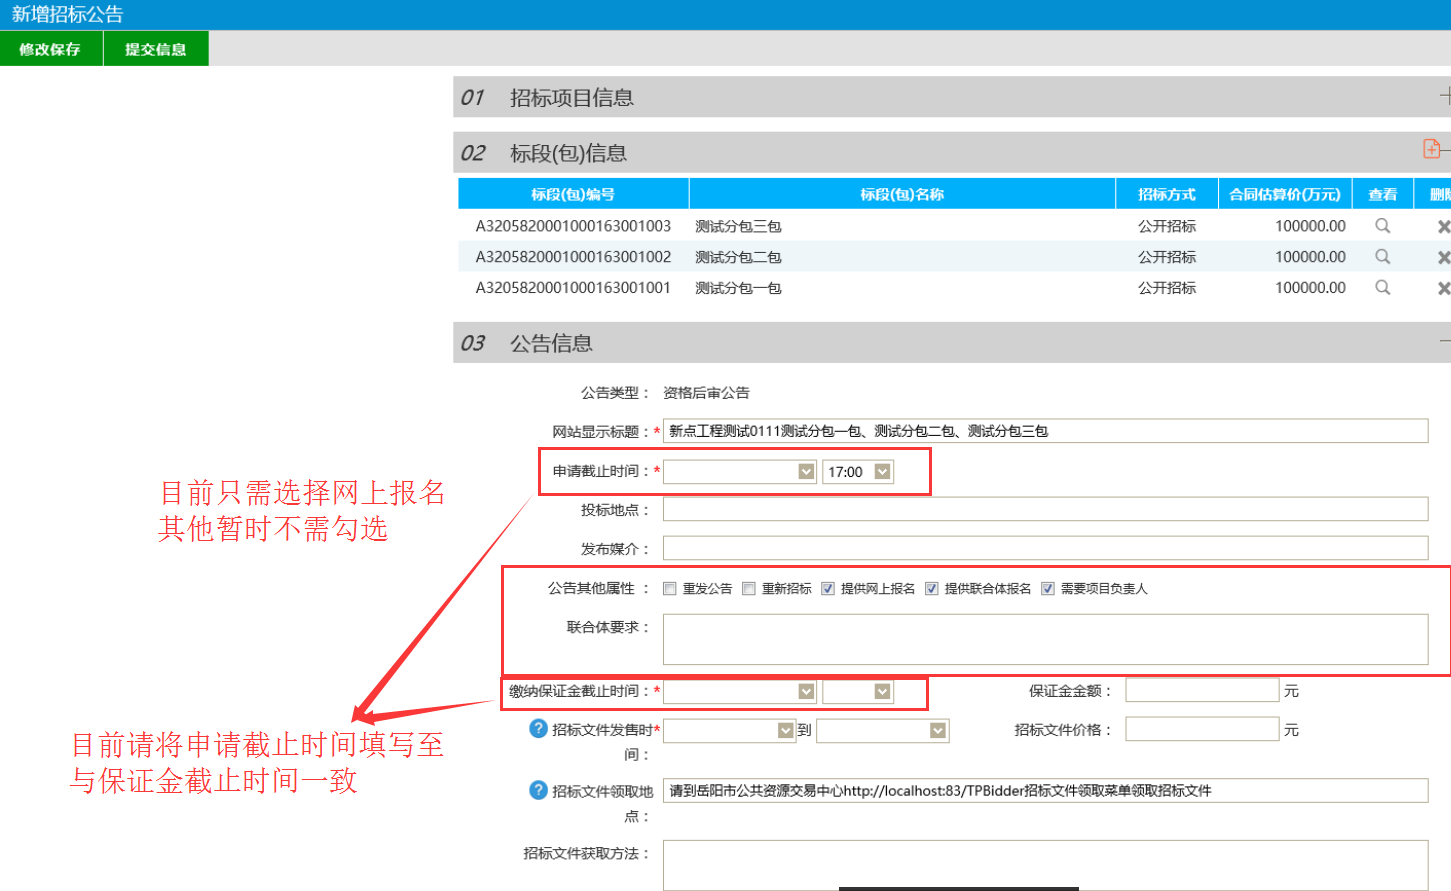 新增招标公告
修改保存 提交信息
01 招标项目信息
02 标段(包)信息
标段(包)编号 标段(包)名称 招标方式 合同估算价(万元) 查看
A3205820001000163001003 测试分包三包 公开招标 100000.00
A3205820001000163001002 测试分包二包 公开招标 100000.00
A3205820001000163001001 测试分包一包 公开招标 100000.00
03 公告信息
公告类型： 资格后审公告
网站显示标题：* 新点工程测试0111测试分包一包、测试分包二包、测试分包三包
申请截止时间：* 17:00
目前只需选择网上报名
其他暂时不需勾选
投标地点：
发布媒介：
公告其他属性 ： 重发公告 重新招标 提供网上报名 提供联合体报名 需要项目负责人
联合体要求：
缴纳保证金截止时间：* 保证金金额： 元
目前请将申请截止时间填写至
与保证金截止时间一致
? 招标文件发售时* 到 招标文件价格： 元
间：
? 招标文件领取地 请到岳阳市公共资源交易中心http://localhost:83/TPBidder招标文件领取菜单领取招标文件
点：
招标文件获取方法：